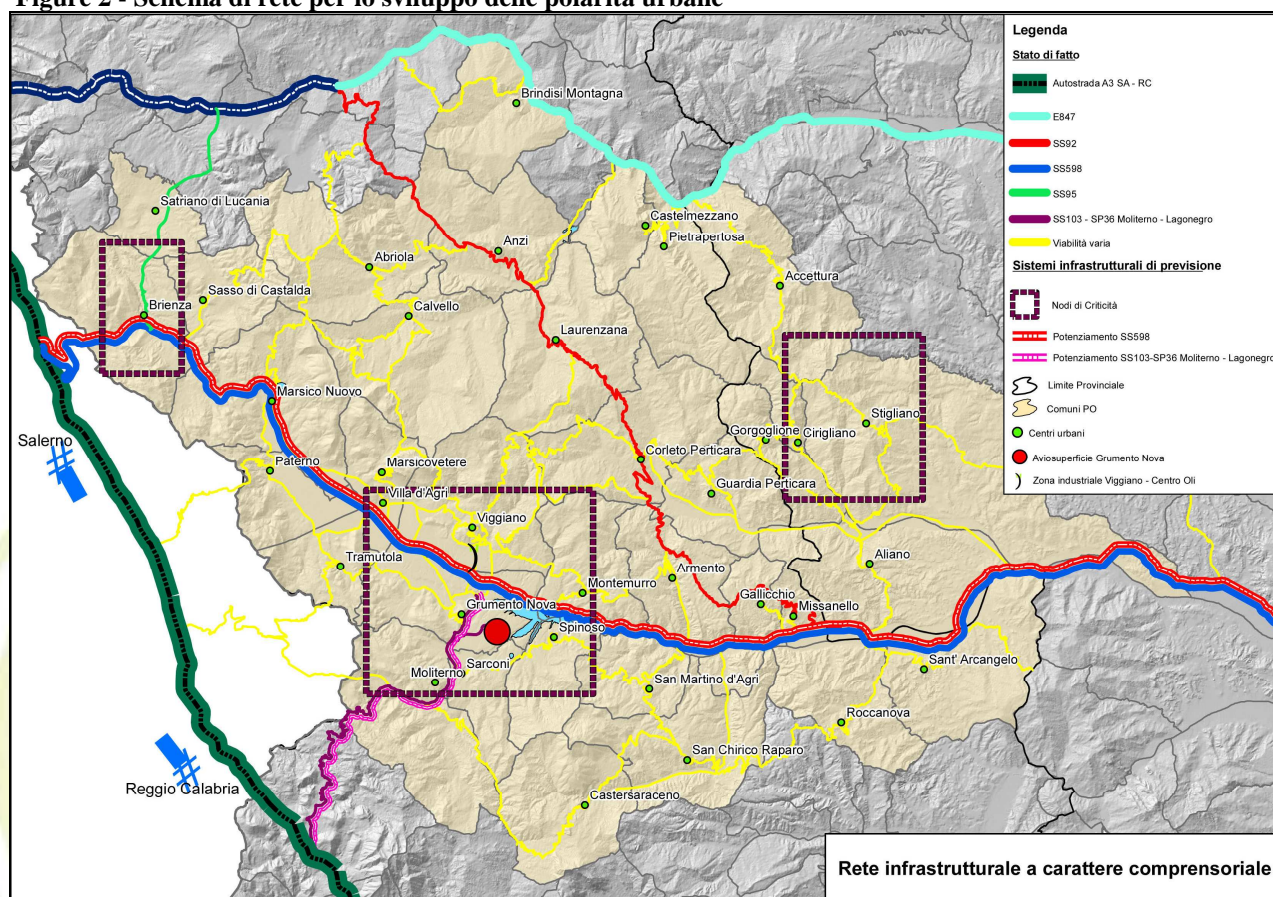 Figure 2 - Schema di rete per lo sviluppo delle polarità urbane
Legenda
Stato di fatto
Autostrada A3 SA - RC
E847
SS92
SS598
SS95
SS103 - SP36 Moliterno - Lagonegro
Viabilità varia
Sistemi infrastrutturali di previsione
Nodi di Criticità
Potenziamento SS598
Potenziamento SS103-SP36 Moliterno - Lagonegro
Limite Provinciale
Comuni PO
Centri urbani
Aviosuperficie Grumento Nova
Zona industriale Viggiano - Centro Oli
Brindisi Montagna
Satriano di Lucania
Castelmezzano
Pietrapertosa
Anzi
Abriola
Accettura
Sasso di Castalda
Brienza
Calvello
Laurenzana
Marsico Nuovo
Stigliano
Gorgoglione
Cirigliano
Salerno
Corleto Perticara
Paterno
Marsicovetere
Guardia Perticara
Villa d'Agri
Viggiano
Tramutola
Aliano
Armento
Montemurro
Grumento Nova
Gallicchio
Missanello
Spinoso
Sarconi
Moliterno
Sant' Arcangelo
San Martino d'Agri
Roccanova
San Chirico Raparo
Reggio Calabria
Castersaraceno
Rete infrastrutturale a carattere comprensoriale